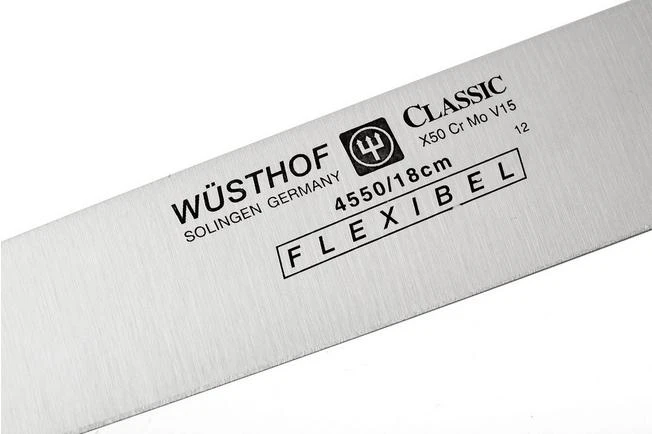 WÜSTHOF
SOLINGEN GERMANY
CLASSIC
X50 Cr Mo V15
12
4550/18cm
FLEXIBEL